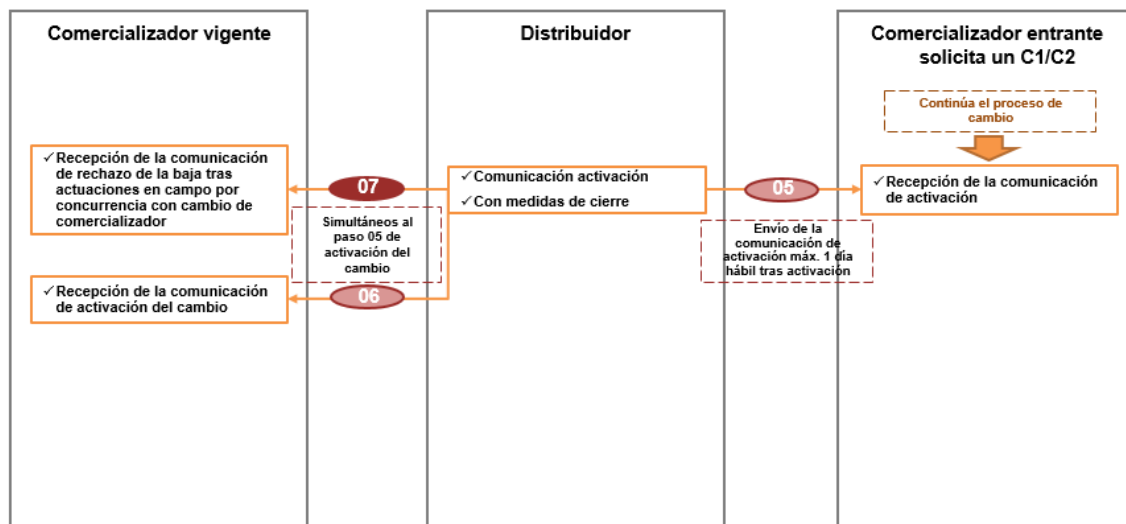 Comercializador vigente
Distribuidor
Comercializador entrante
solicita un C1/C2
Continúa el proceso de
cambio
✓ Recepción de la comunicación
de rechazo de la baja tras
actuaciones en campo por
concurrencia con cambio de
comercializador
07
Simultáneos al
paso 05 de
activación del
cambio
✓ Comunicación activación
✓ Con medidas de cierre
05
Envío de la
comunicación de
activación máx. 1 día
hábil tras activación
✓ Recepción de la comunicación
de activación
✓ Recepción de la comunicación
de activación del cambio
06